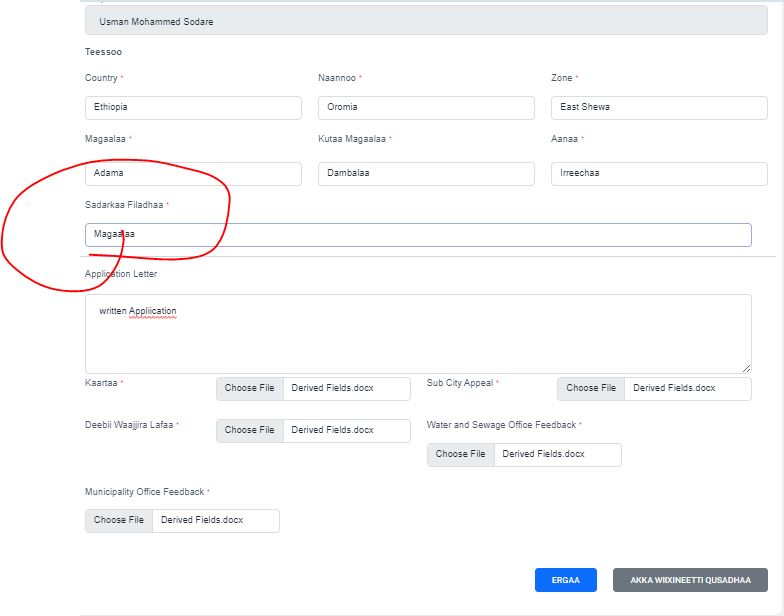 Usman Mohammed Sodare
Teessoo
Country * Naannoo * Zone *
Ethiopia Oromia East Shewa
Magaalaa * Kutaa Magaalaa * Aanaa *
Adama Dambalaa Irreechaa
Sadarkaa Filadhaa *
Magaalaa
Application Letter
written Appliication
Kaartaa * Choose File Derived Fields.docx Sub City Appeal * Choose File Derived Fields.docx
Deebii Waajjira Lafaa * Choose File Derived Fields.docx Water and Sewage Office Feedback *
Choose File Derived Fields.docx
Municipality Office Feedback *
Choose File Derived Fields.docx
ERGAA AKKA WIIXINEETTI QUSADHAA